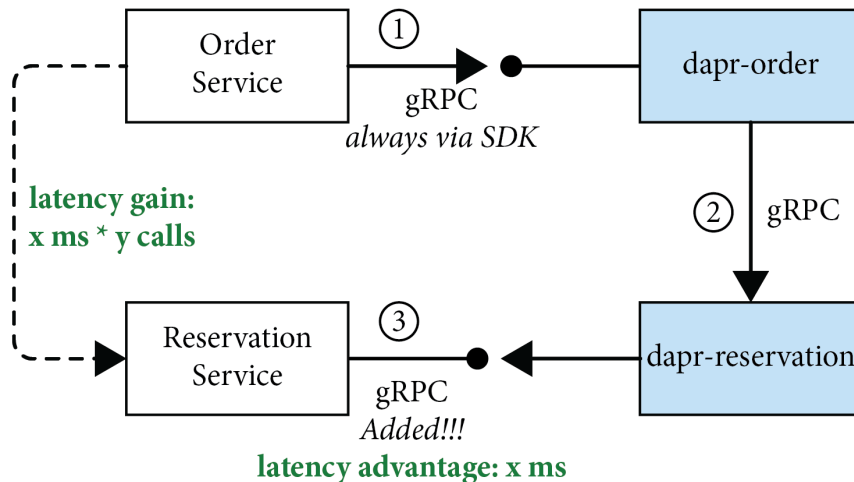 Order
Service
1
gRPC
always via SDK
dapr-order
latency gain:
x ms * y calls
2
gRPC
Reservation
Service
3
gRPC
Added!!!
dapr-reservation
latency advantage: x ms